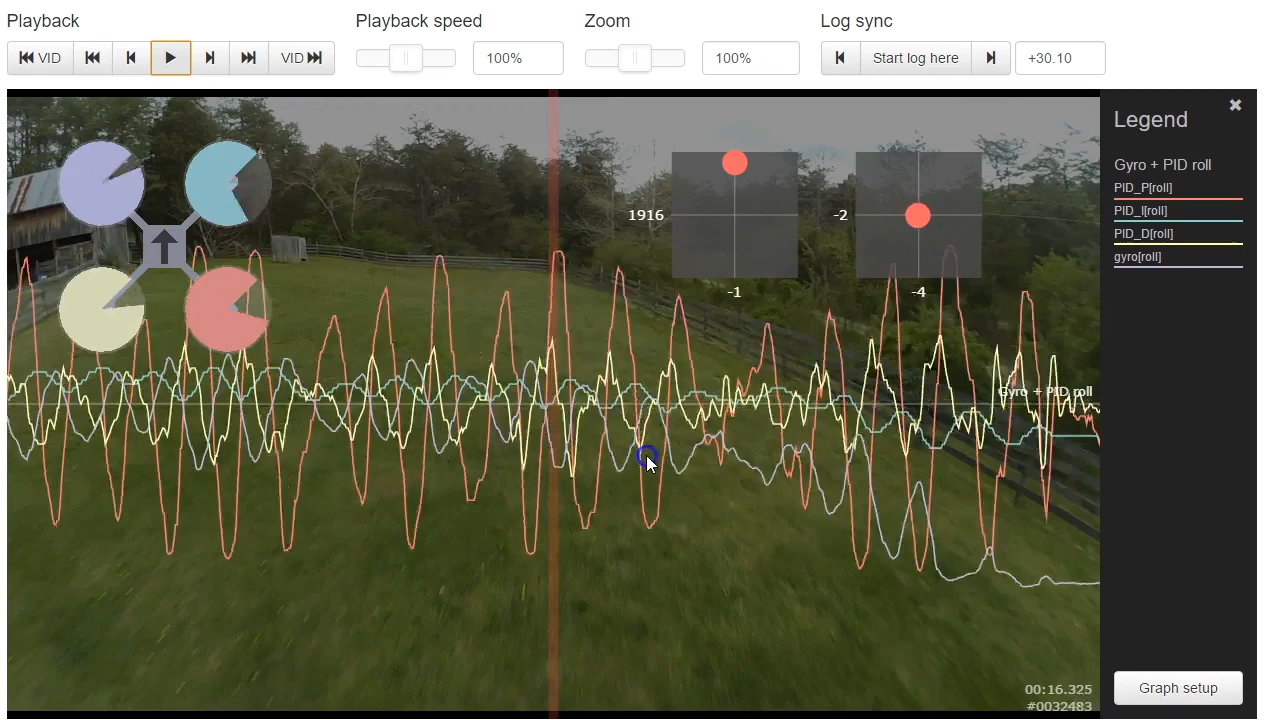 Playback
Playback speed
Zoom
Log sync
VID
VID
100%
100%
Start log here
+30.10
Legend
Gyro + PID roll
PID_P[roll]
PID_I[roll]
PID_D[roll]
gyro[roll]
1916
-1
-2
-4
Gyro + PID roll
00:16.325
#0032483
Graph setup